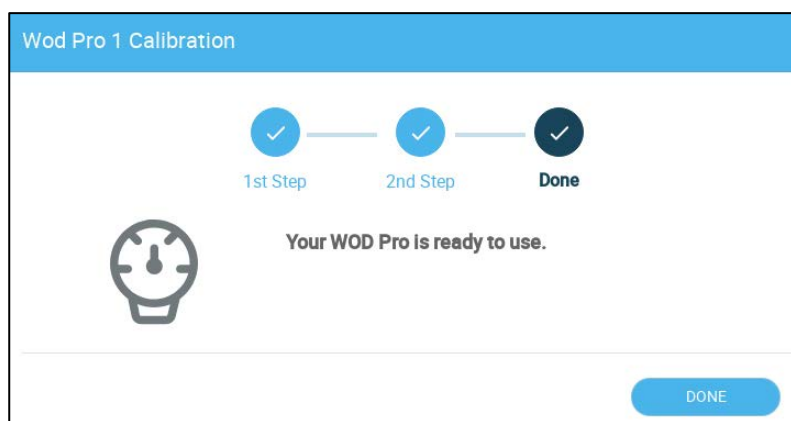 Wod Pro 1 Calibration
1st Step 2nd Step Done
Your WOD Pro is ready to use.
DONE